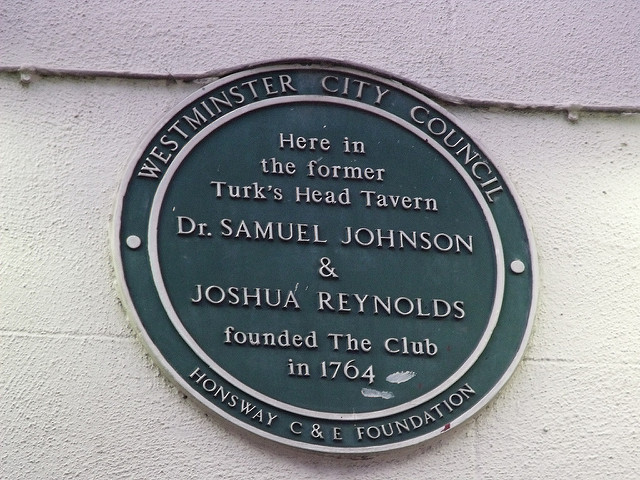 WESTMINSTER CITY COUNCIL
Here in
the former
Turk's Head Tavern
Dr. SAMUEL JOHNSON
&
JOSHUA REYNOLDS
founded The Club
in 1764
HONSWAY C & E FOUNDATION